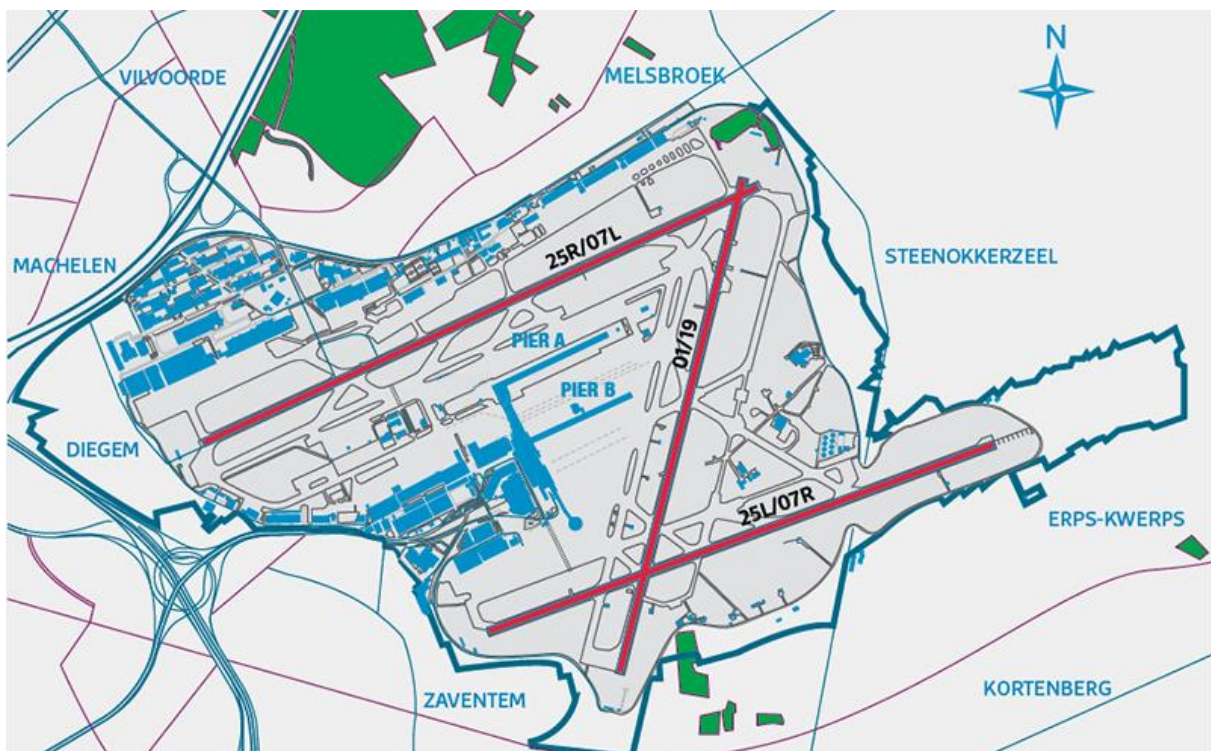 N
VILVOORDE
MELSBROEK
MACHELEN
STEENOKKERZEEL
25R/07L
01/19
PIER A
PIER B
DIEGEM
25L/07R
ERPS-KWERPS
ZAVENTEM
KORTENBERG